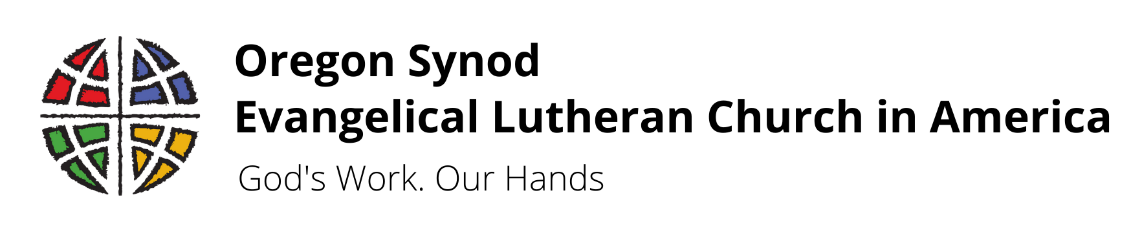 Oregon Synod
Evangelical Lutheran Church in America
God's Work. Our Hands